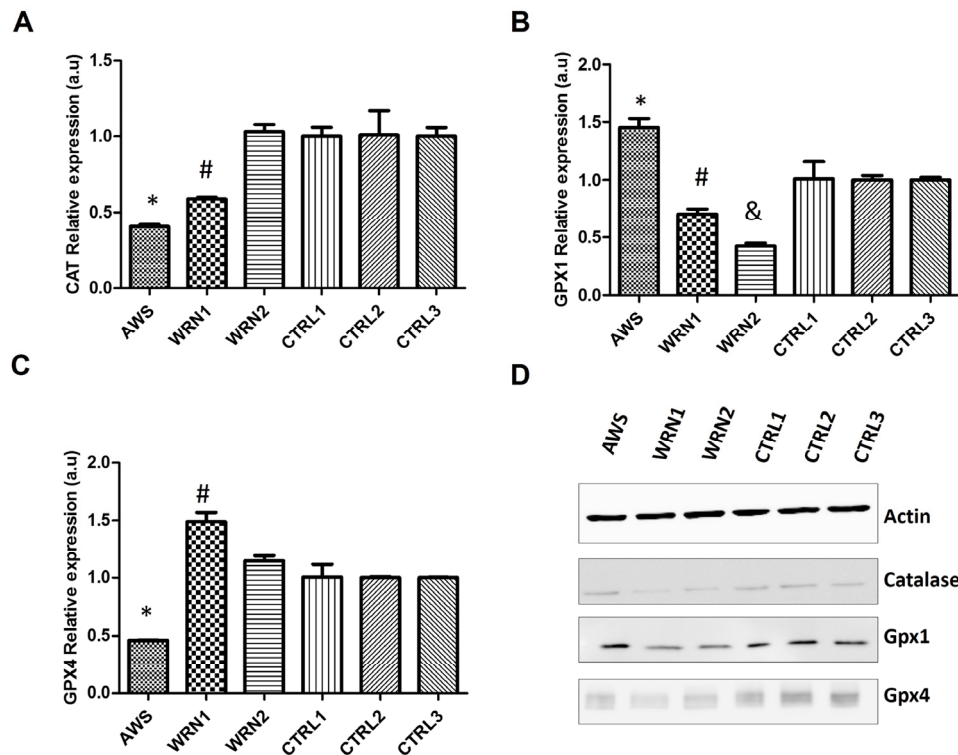 A
CAT Relative expression (a.u)
1.5
1.0
0.5
0.0
*
#
AWS
WRN1
WRN2
CTRL1
CTRL2
CTRL3
B
GPX1 Relative expression (a.u)
2.0
1.5
1.0
0.5
0.0
*
#
&
AWS
WRN1
WRN2
CTRL1
CTRL2
CTRL3
C
GPX4 Relative expression (a.u)
2.0
1.5
1.0
0.5
0.0
*
#
AWS
WRN1
WRN2
CTRL1
CTRL2
CTRL3
D
AWS
WRN1
WRN2
CTRL1
CTRL2
CTRL3
Actin
Catalase
Gpx1
Gpx4